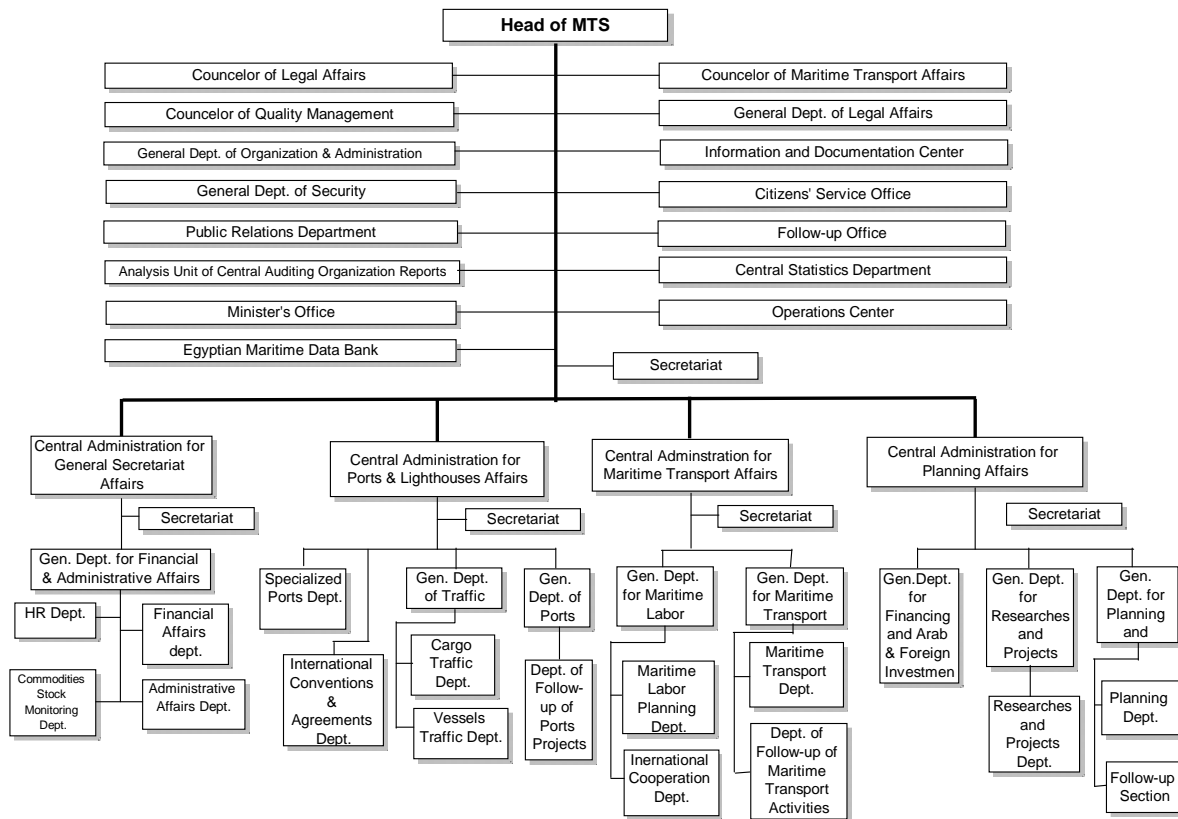 Head of MTS
Councelor of Legal Affairs
Councelor of Maritime Transport Affairs
Councelor of Quality Management
General Dept. of Legal Affairs
General Dept. of Organization & Administration
Information and Documentation Center
General Dept. of Security
Citizens' Service Office
Public Relations Department
Follow-up Office
Analysis Unit of Central Auditing Organization Reports
Central Statistics Department
Minister's Office
Operations Center
Egyptian Maritime Data Bank
Secretariat
Central Administration for
General Secretariat
Affairs
Central Administration for
Ports & Lighthouses Affairs
Central Adminstration for
Maritime Transport Affairs
Central Administration for
Planning Affairs
Secretariat
Secretariat
Secretariat
Secretariat
Gen. Dept. for Financial
& Administrative Affairs
HR Dept.
Financial
Affairs
dept.
Commodities
Stock
Monitoring
Dept.
Administrative
Affairs Dept.
Specialized
Ports Dept.
International
Conventions
&
Agreements
Dept.
Gen. Dept.
of Traffic
Cargo
Traffic
Dept.
Vessels
Traffic Dept.
Gen.
Dept. of
Ports
Dept. of
Follow-
up of
Ports
Projects
Gen. Dept.
for Maritime
Labor
Maritime
Labor
Planning
Dept.
Inernational
Cooperation
Dept.
Gen. Dept.
for Maritime
Transport
Maritime
Transport
Dept.
Dept. of
Follow-up of
Maritime
Transport
Activities
Gen.Dept.
for
Financing
and Arab
& Foreign
Investmen
Gen. Dept.
for
Researches
and
Projects
Researches
and
Projects
Dept.
Gen.
Dept. for
Planning
and
Planning
Dept.
Follow-up
Section